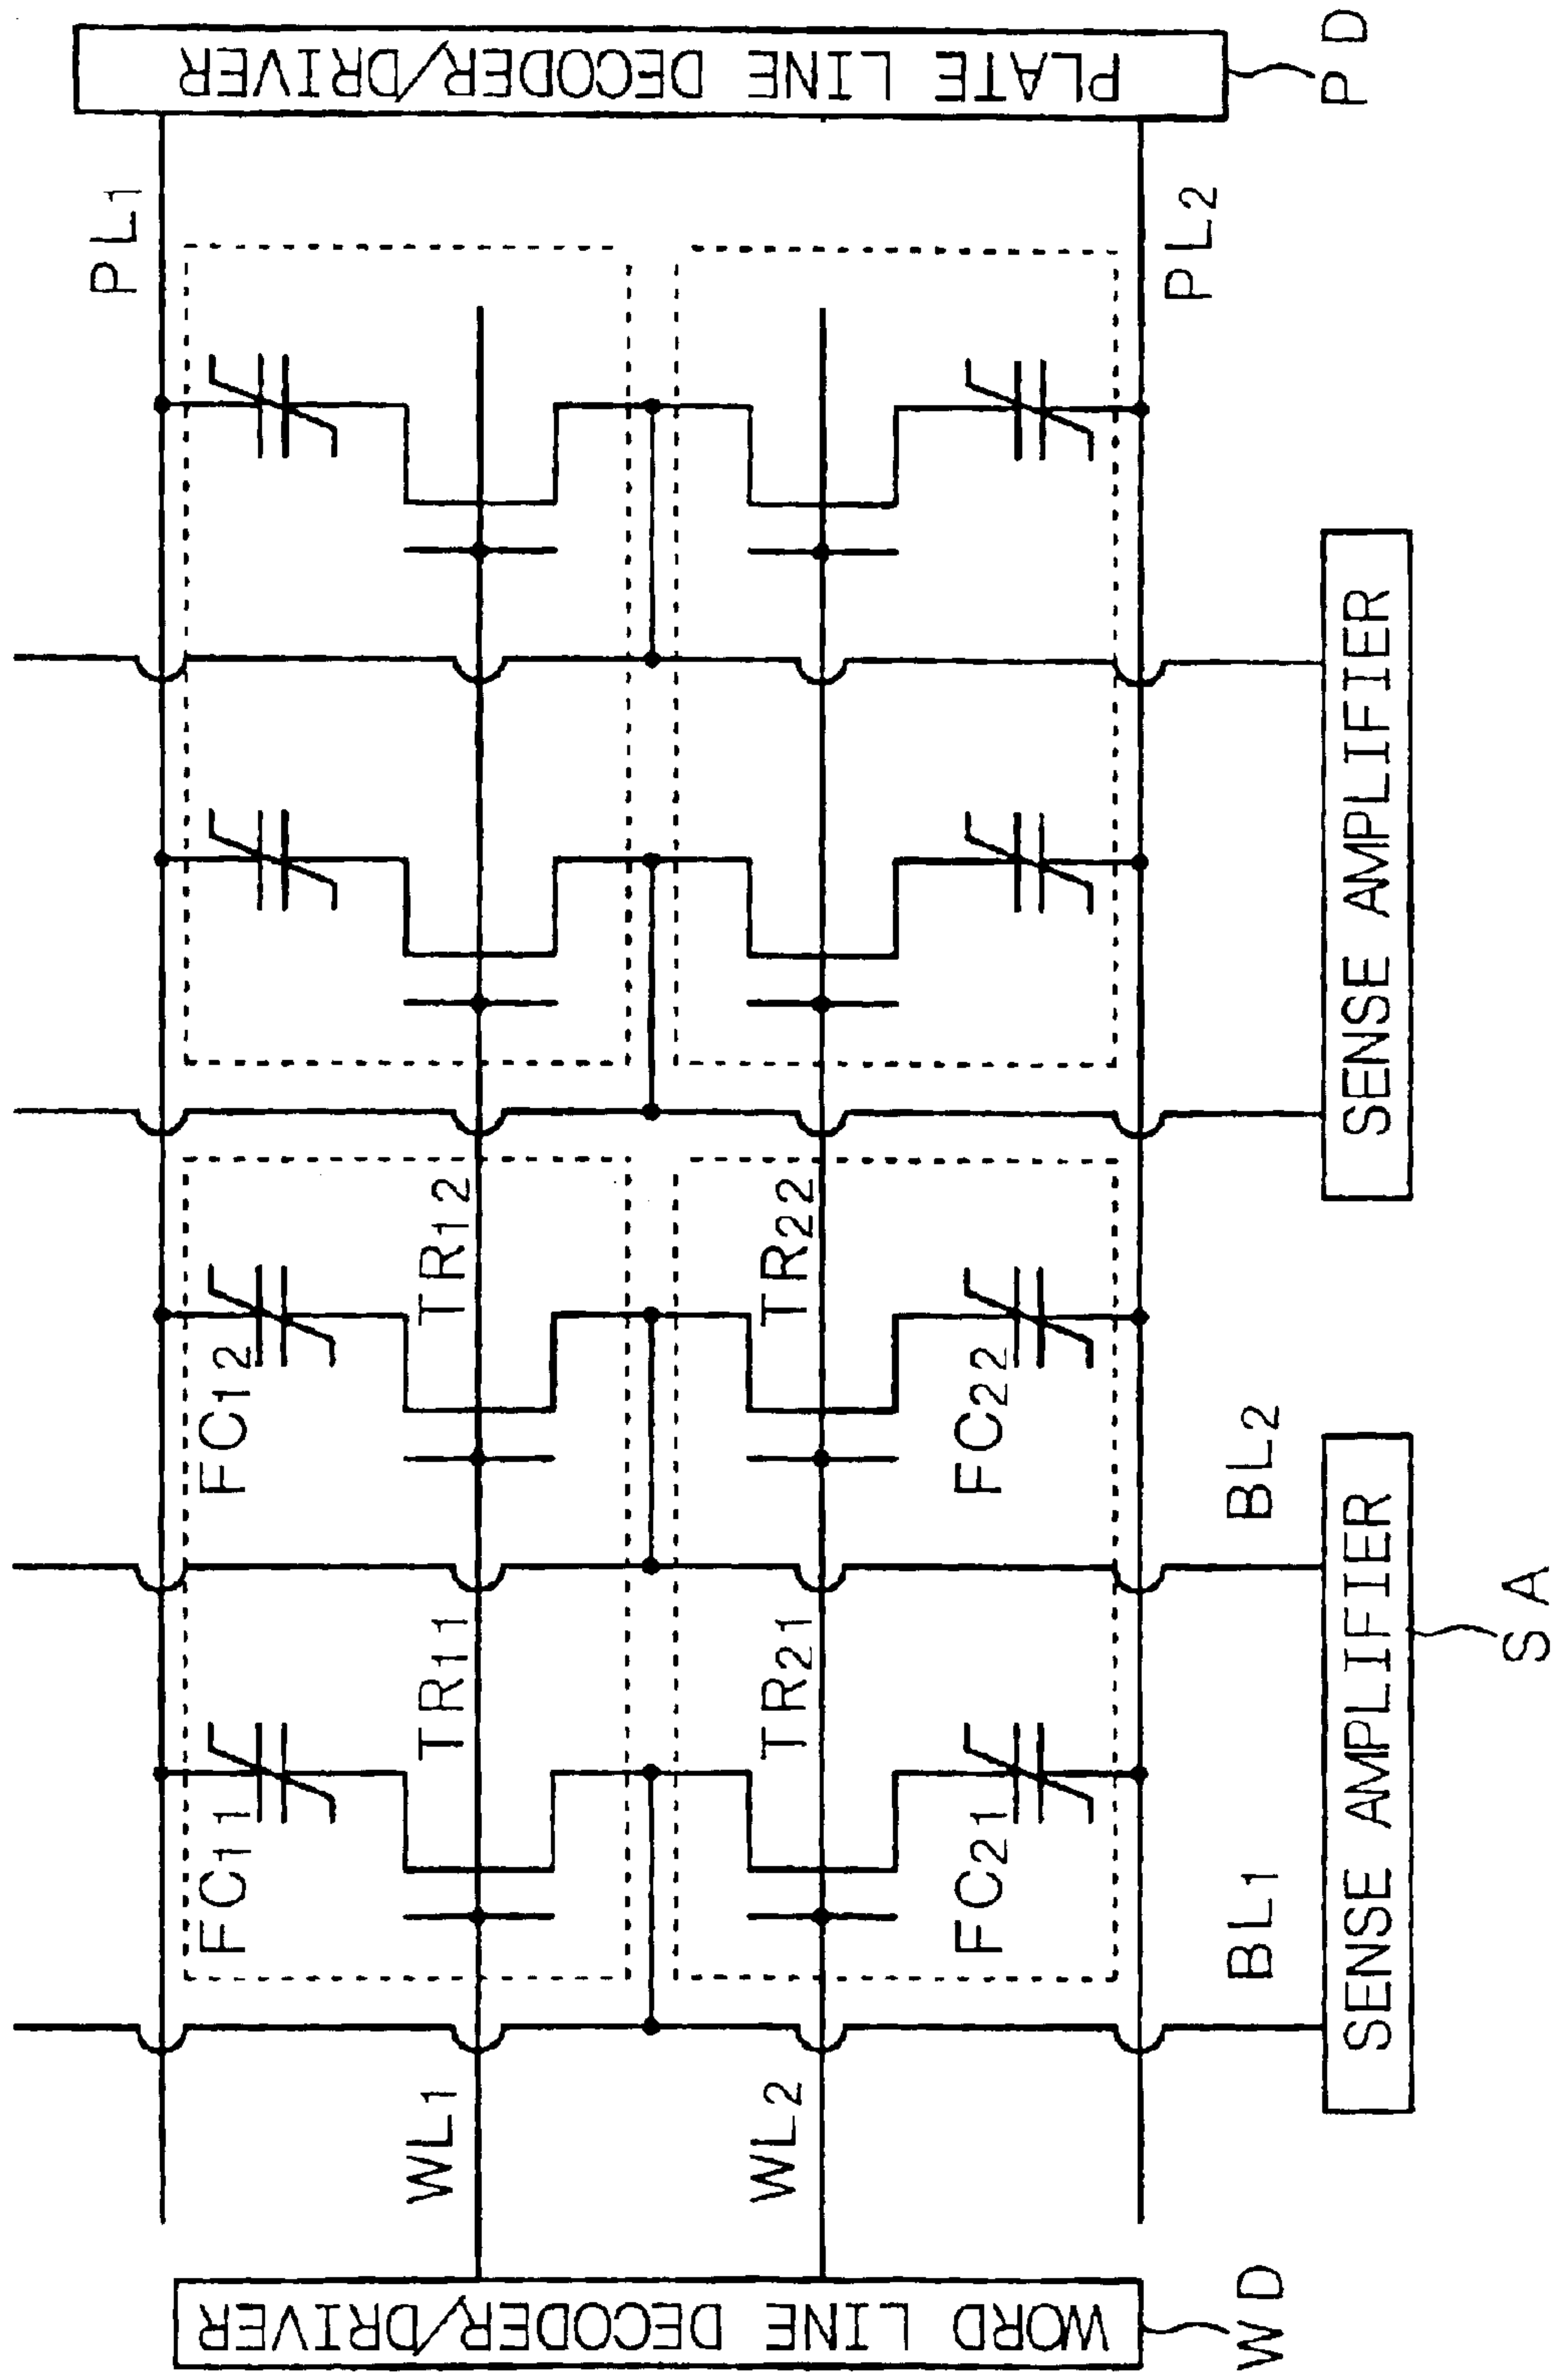 PLATE LINE DECODER/DRIVER
PD
PL1
PL2
TR12
TR22
FC12
FC22
TR11
TR21
FC11
FC21
BL2
BL1
WL1
WL2
SENSE AMPLIFIER
SENSE AMPLIFIER
SA
WORD LINE DECODER/DRIVER
WD